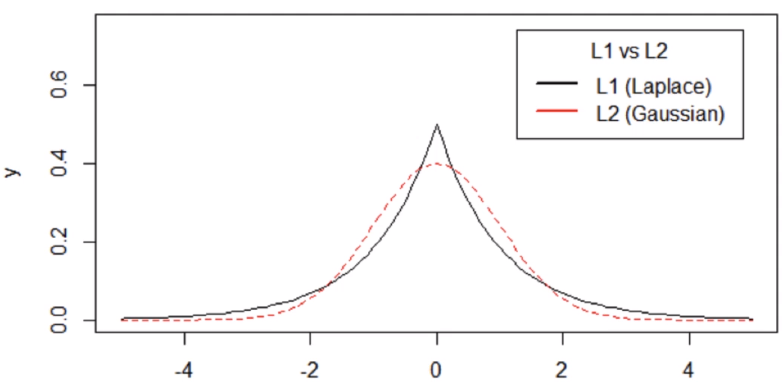 L1 vs L2
L1 (Laplace)
L2 (Gaussian)
y
0.6
0.4
0.2
0.0
-4 -2 0 2 4